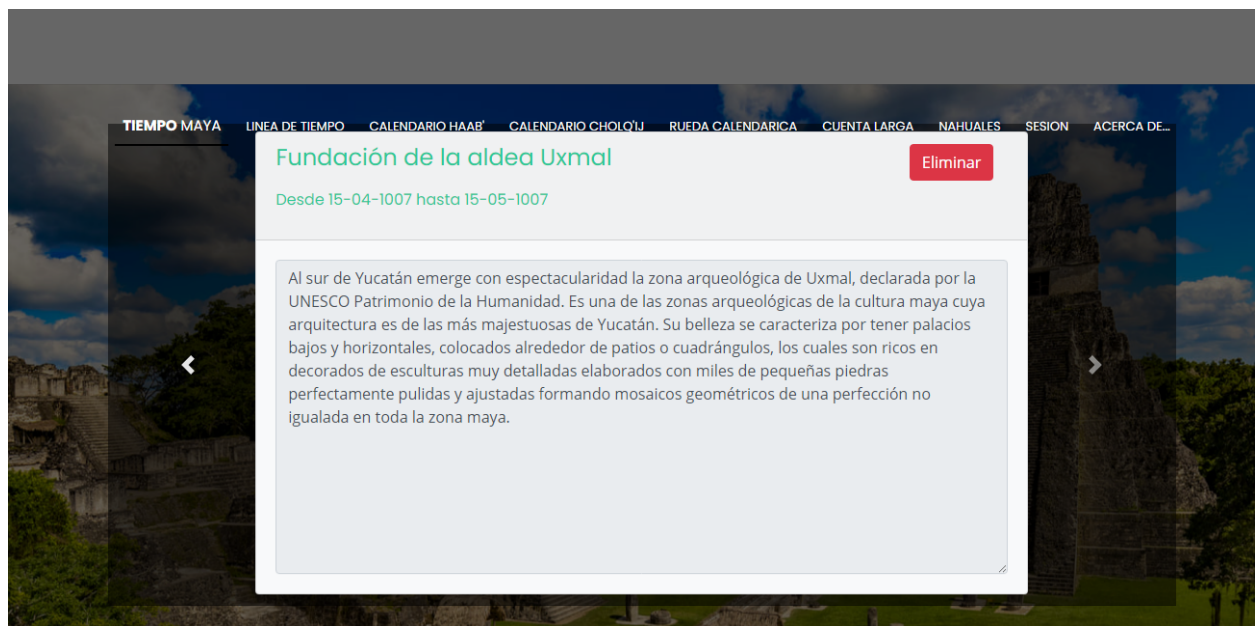 TIEMPO MAYA LINEA DE TIEMPO CALENDARIO HAAB' CALENDARIO CHOLQ'IJ RUEDA CALENDARICA CUENTA LARGA NAHUALES SESION ACERCA DE...
Fundación de la aldea Uxmal
Eliminar
Desde 15-04-1007 hasta 15-05-1007
Al sur de Yucatán emerge con espectacularidad la zona arqueológica de Uxmal, declarada por la
UNESCO Patrimonio de la Humanidad. Es una de las zonas arqueológicas de la cultura maya cuya
arquitectura es de las más majestuosas de Yucatán. Su belleza se caracteriza por tener palacios
bajos y horizontales, colocados alrededor de patios o cuadrángulos, los cuales son ricos en
decorados de esculturas muy detalladas elaborados con miles de pequeñas piedras
perfectamente pulidas y ajustadas formando mosaicos geométricos de una perfección no
igualada en toda la zona maya.